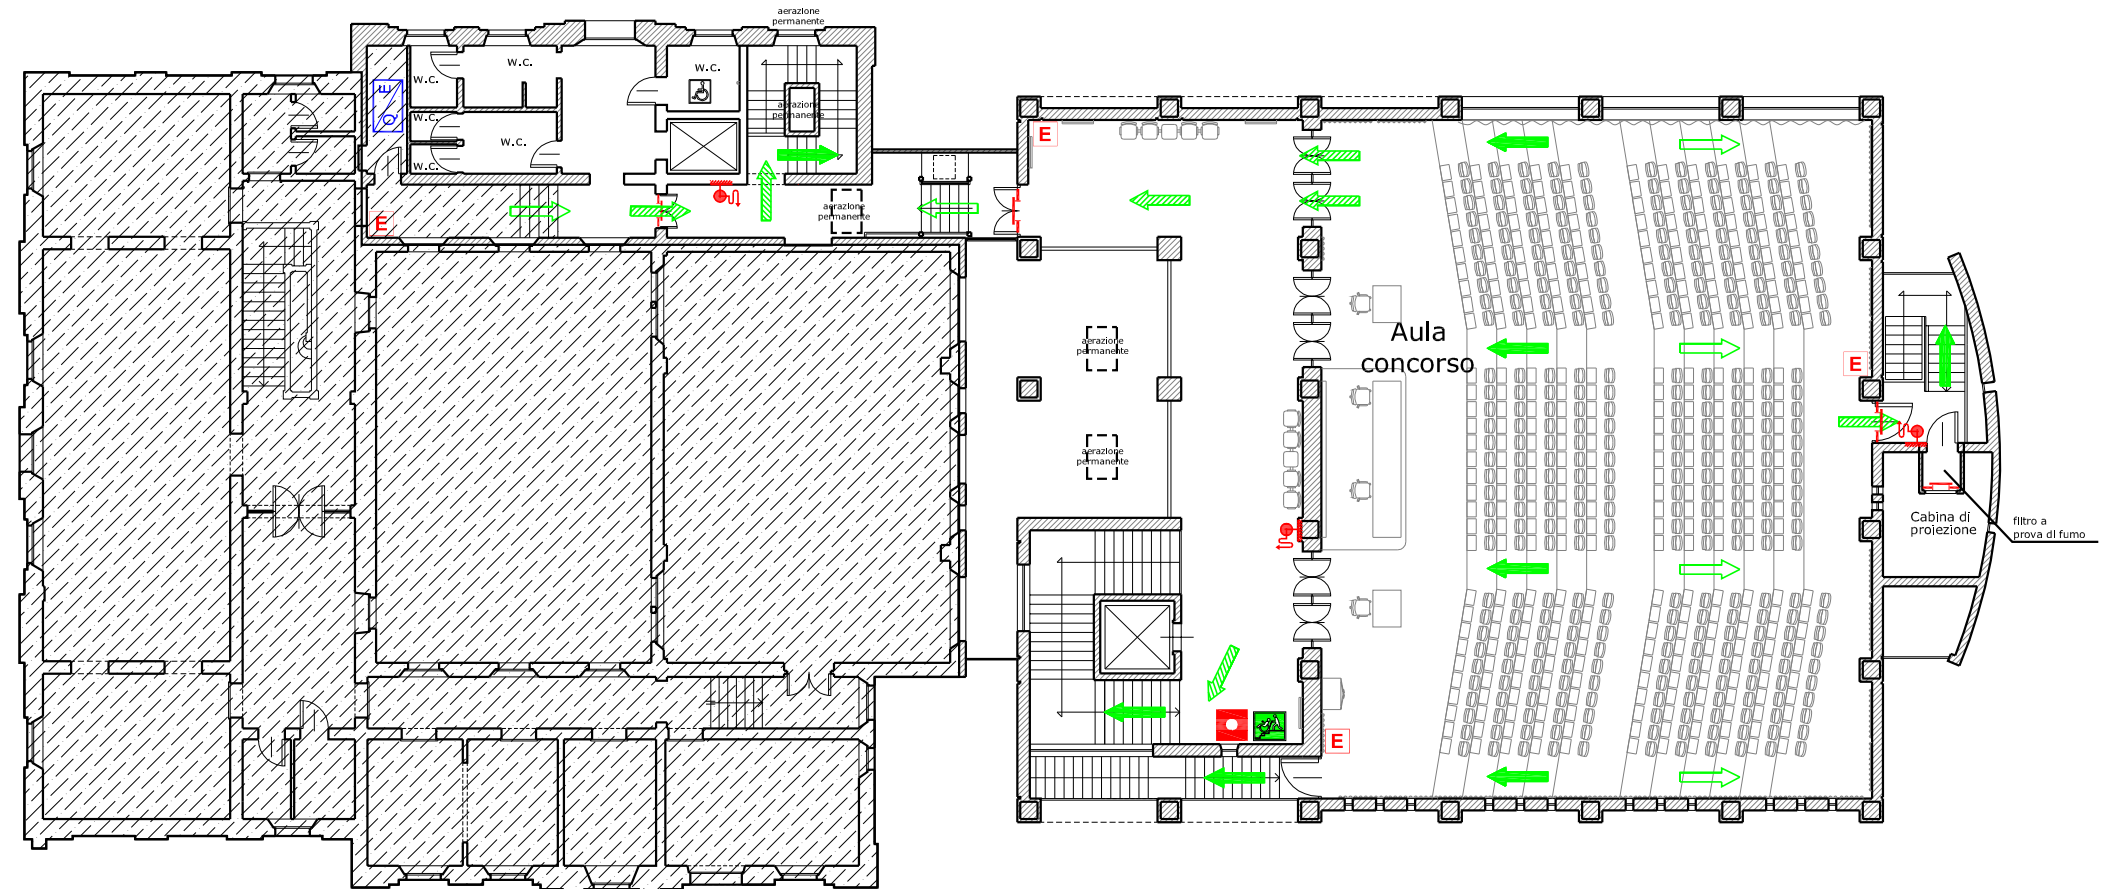 aerazione
permanente
w.c.
w.c.
w.c.
Q E
aerazione
permanente
w.c.
w.c.
w.c.
E
E
aerazione
permanente
aerazione
permanente
Aula
concorso
E
aerazione
permanente
Cabina di
proiezione
filtro a
prova di fumo
E